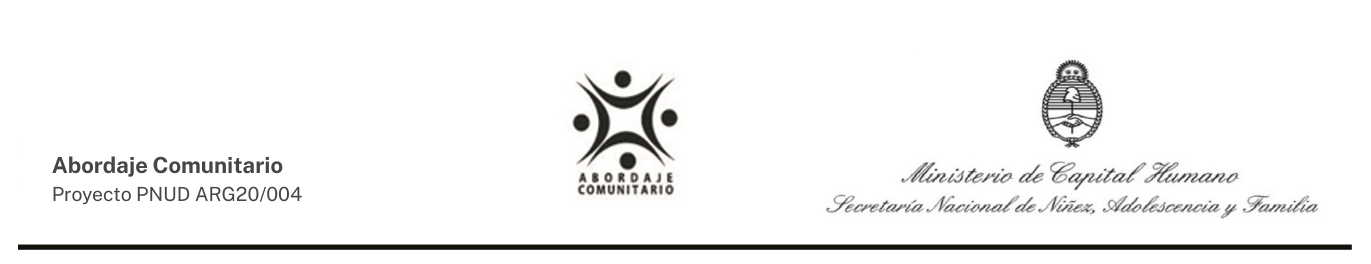 Abordaje Comunitario
Proyecto PNUD ARG20/004
ABORDAJE
COMUNITARIO
Ministerio de Capital Humano
Secretaría Nacional de Niñez, Adolescencia y Familia